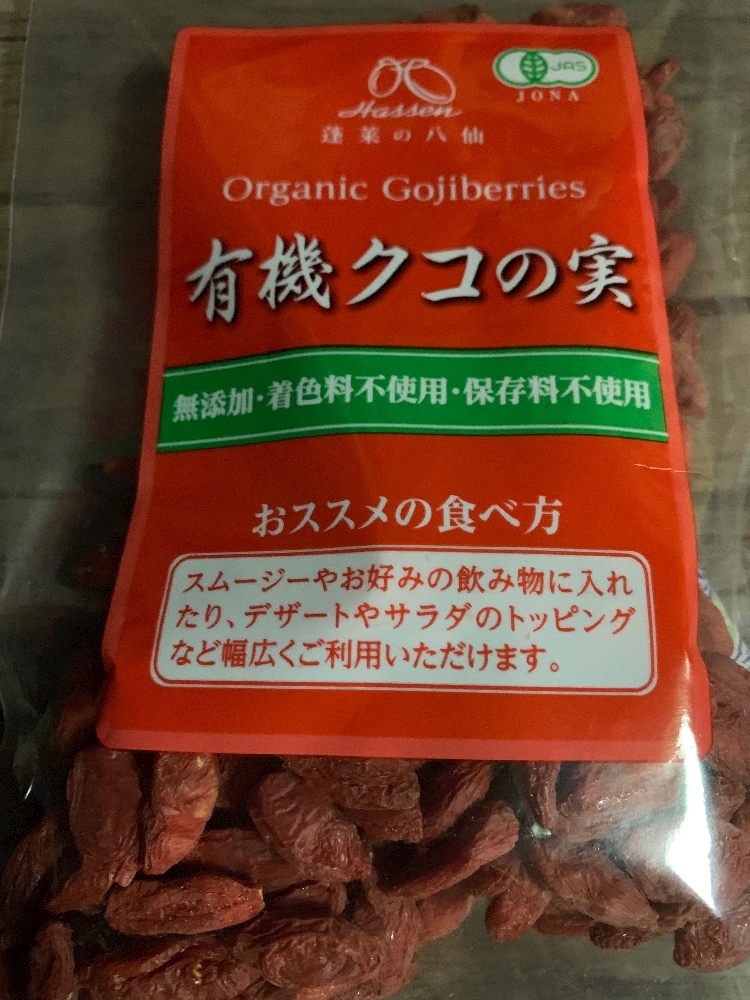 JAS
JONA
Hassen
蓬莱の八仙
Organic Gojiberries
有機クコの実
無添加・着色料不使用・保存料不使用
おススメの食べ方
スムージーやお好みの飲み物に入れ
たり、デザートやサラダのトッピング
など幅広くご利用いただけます。